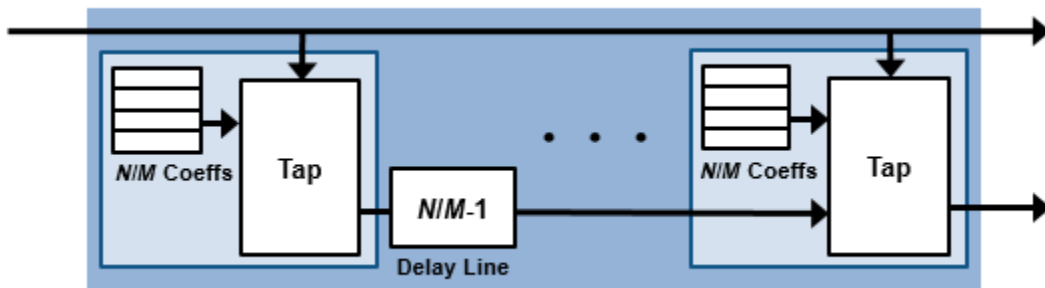 N/M Coeffs
Tap
N/M-1
Delay Line
N/M Coeffs
Tap